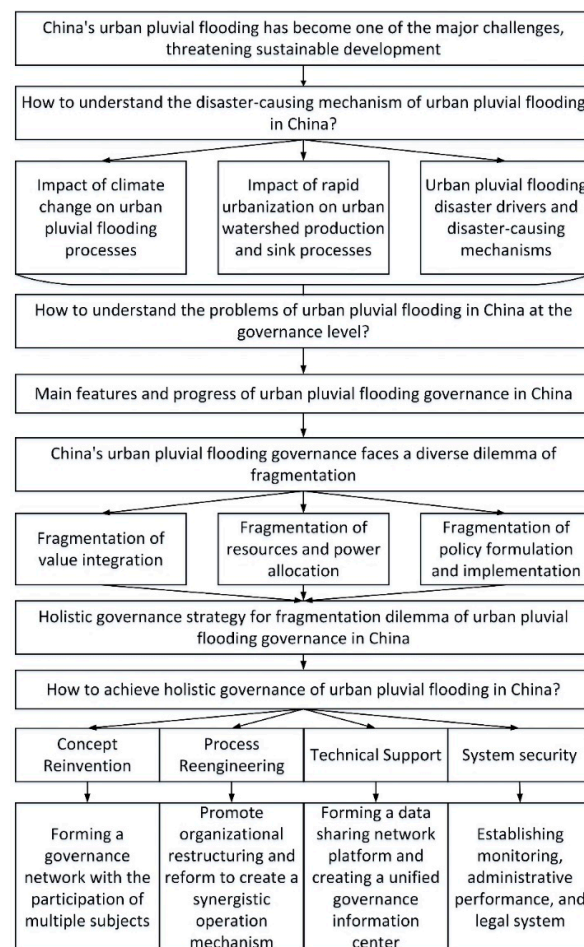 China's urban pluvial flooding has become one of the major challenges,
threatening sustainable development
How to understand the disaster-causing mechanism of urban pluvial flooding
in China?
Impact of climate
change on urban
pluvial flooding
processes
Impact of rapid
urbanization on urban
watershed production
and sink processes
Urban pluvial flooding
disaster drivers and
disaster-causing
mechanisms
How to understand the problems of urban pluvial flooding in China at the
governance level?
Main features and progress of urban pluvial flooding governance in China
China's urban pluvial flooding governance faces a diverse dilemma of
fragmentation
Fragmentation of
value integration
Fragmentation of
resources and power
allocation
Fragmentation of
policy formulation
and implementation
Holistic governance strategy for fragmentation dilemma of urban pluvial
flooding governance in China
How to achieve holistic governance of urban pluvial flooding in China?
Concept
Reinvention
Process
Reengineering
Technical Support
System security
Forming a
governance
network with the
participation of
multiple subjects
Promote
organizational
restructuring and
reform to create a
synergistic
operation
mechanism
Forming a data
sharing network
platform and
creating a unified
governance
information
center
Establishing
monitoring,
administrative
performance, and
legal system